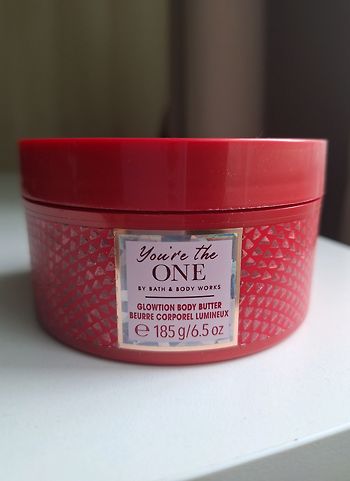 You're the
ONE
BY BATH & BODY WORKS
GLOWTION BODY BUTTER
BEURRE CORPOREL LUMINEUX
℮ 185 g/6.5 oz